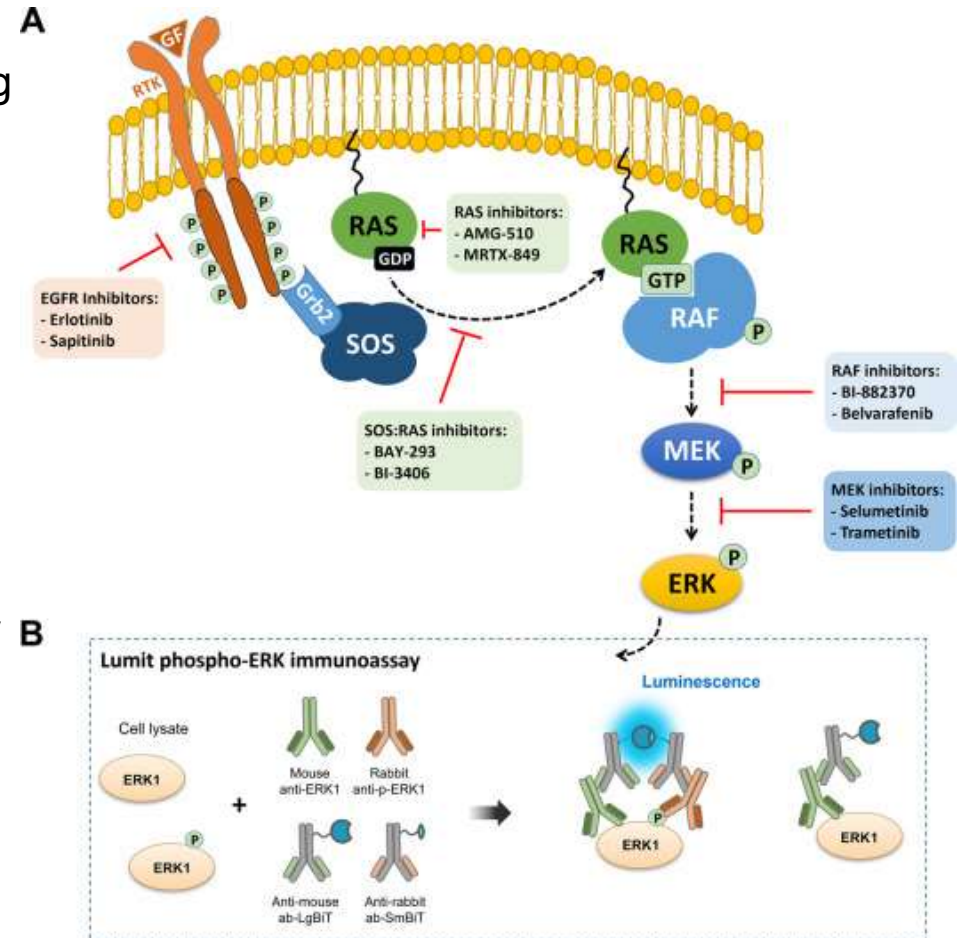 A
g
GF
RTK
P
P
P
P
P
P
P
P
Grb2
SOS
RAS
GDP
RAS inhibitors:
- AMG-510
- MRTX-849
RAS
GTP
RAF
P
EGFR Inhibitors:
- Erlotinib
- Sapitinib
SOS:RAS inhibitors:
- BAY-293
- BI-3406
RAF inhibitors:
- BI-882370
- Belvarafenib
MEK
P
MEK inhibitors:
- Selumetinib
- Trametinib
P
ERK
B
Lumit phospho-ERK immunoassay
Cell lysate
ERK1
P
ERK1
+
Mouse
anti-ERK1
Rabbit
anti-p-ERK1
Anti-mouse
ab-LgBiT
Anti-rabbit
ab-SmBiT
Luminescence
P
ERK1
ERK1